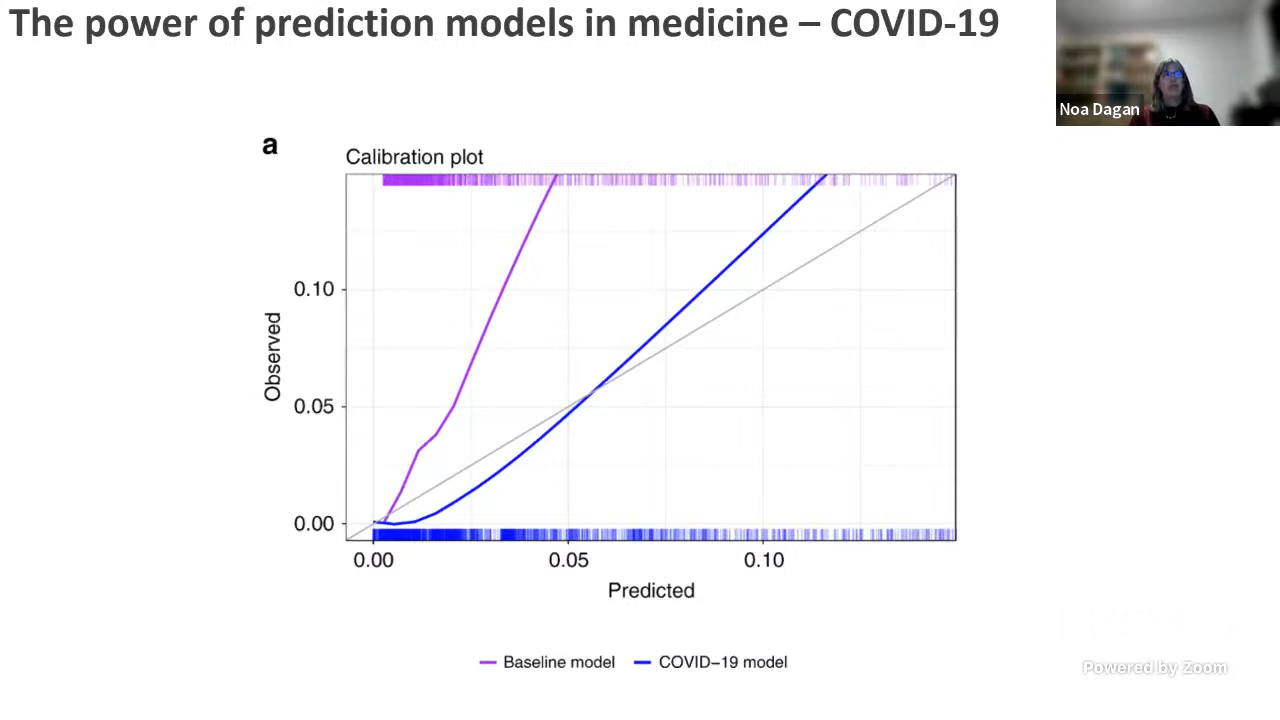 The power of prediction models in medicine – COVID-19
Noa Dagan
a
Calibration plot
Observed
0.10
0.05
0.00
0.00 0.05 0.10
Predicted
Baseline model COVID−19 model
Powered by Zoom